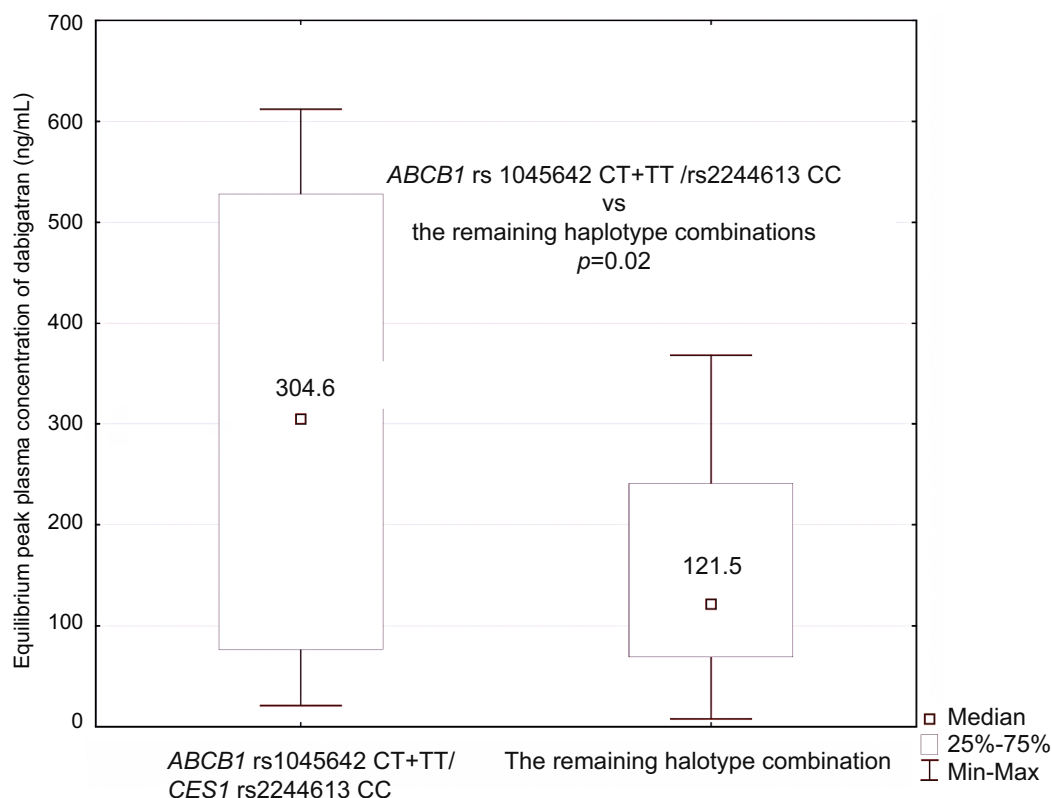 700
600
500
400
300
200
100
0
Equilibrium peak plasma concentration of dabigatran (ng/mL)
ABCB1 rs 1045642 CT+TT /rs2244613 CC
vs
the remaining haplotype combinations
p=0.02
304.6
121.5
ABCB1 rs1045642 CT+TT/
CES1 rs2244613 CC
The remaining halotype combination
Median
25%-75%
Min-Max